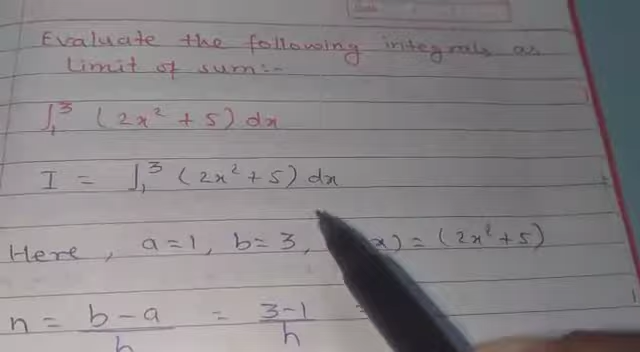 Evaluate the following integrals as
limit of sum:-
∫₁³ (2x² + 5) dx
I = ∫₁³ (2x² + 5) dx
Here, a=1, b=3, x) = (2x² + 5)
n = b-a/h = 3-1/h =